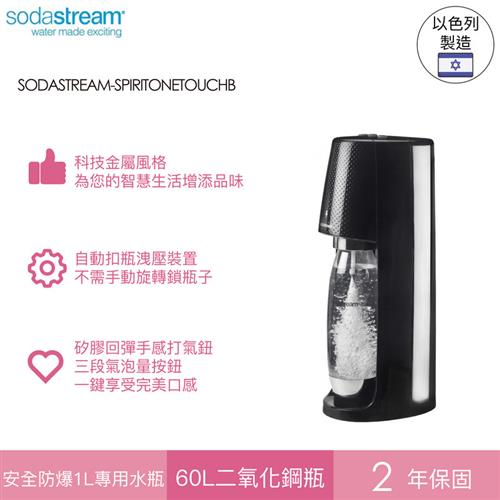 sodastream®
water made exciting
以色列
製造
SODASTREAM-SPIRITONETOUCHB
科技金屬風格
為您的智慧生活增添品味
自動扣瓶洩壓裝置
不需手動旋轉鎖瓶子
矽膠回彈手感打氣鈕
三段氣泡量按鈕
一鍵享受完美口感
安全防爆1L專用水瓶
60L二氧化鋼瓶
2 年保固